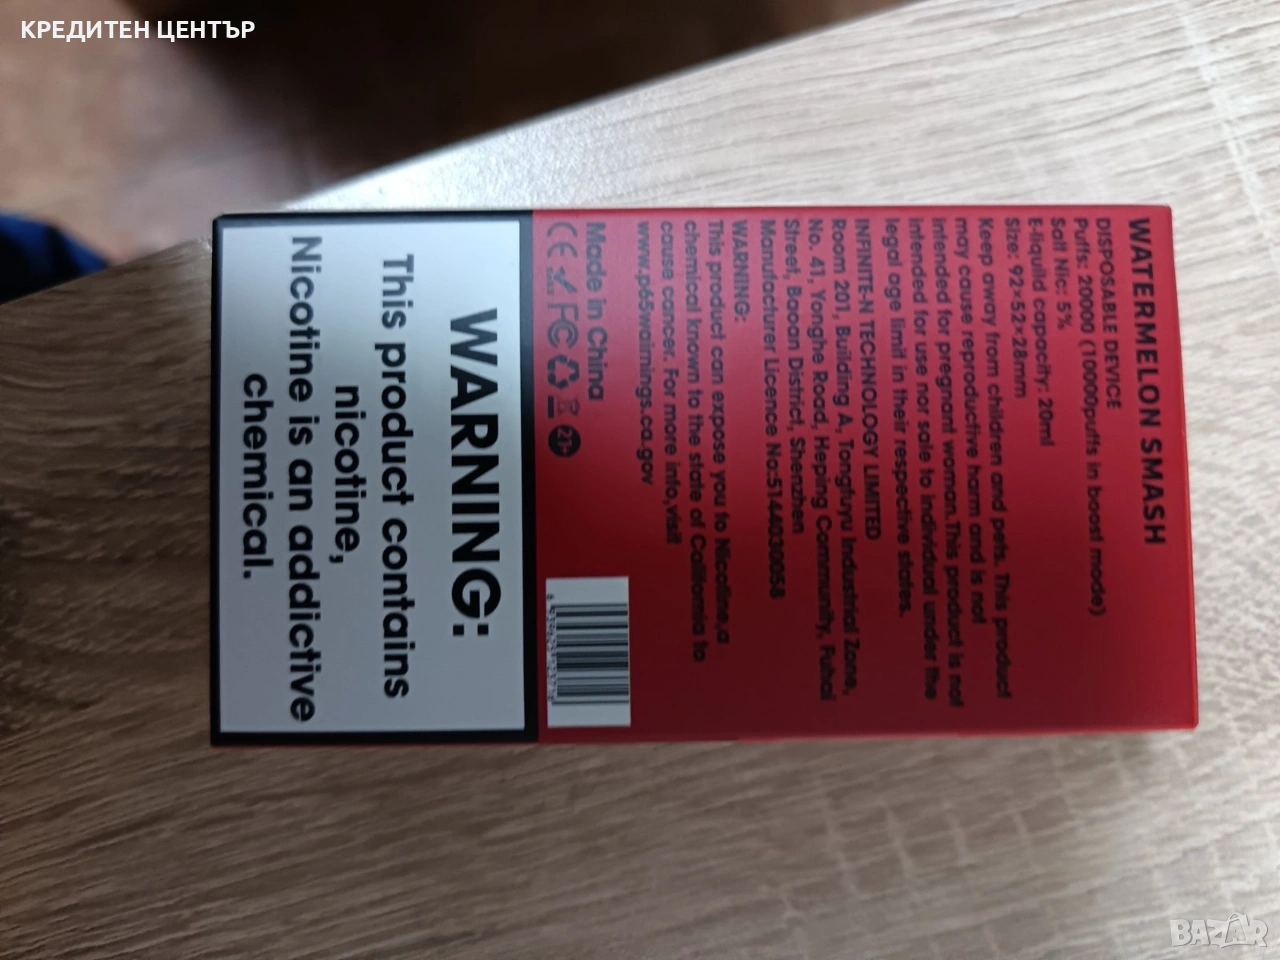 КРЕДИТЕН ЦЕНТЪР
WATERMELON SMASH
DISPOSABLE DEVICE
Puffs: 20000 (10000puffs in boost mode)
Salt Nic: 5%
E-liquild capacity: 20ml
Size: 92×52×28mm
Keep away from children and pets. This product
may cause reproductive harm and is not
intended for pregnant woman.This product is not
intended for use nor sale to individual under the
legal age limit in their respective states.
INFINITE-N TECHNOLOGY LIMITED
Room 201, Building A, Tongfuyu Industrial Zone,
No. 41, Yonghe Road, Heping Community, Fuhai
Street, Baoan District, Shenzhen
Manufacturer Licence No:5144030058
WARNING:
This product can expose you to Nicotine,a
chemical known to the state of California to
cause cancer. For more info,visit
www.p65wairnings.ca.gov
Made in China
CE FC 21+
WARNING:
This product contains
nicotine,
Nicotine is an addictive
chemical.
BAZAR